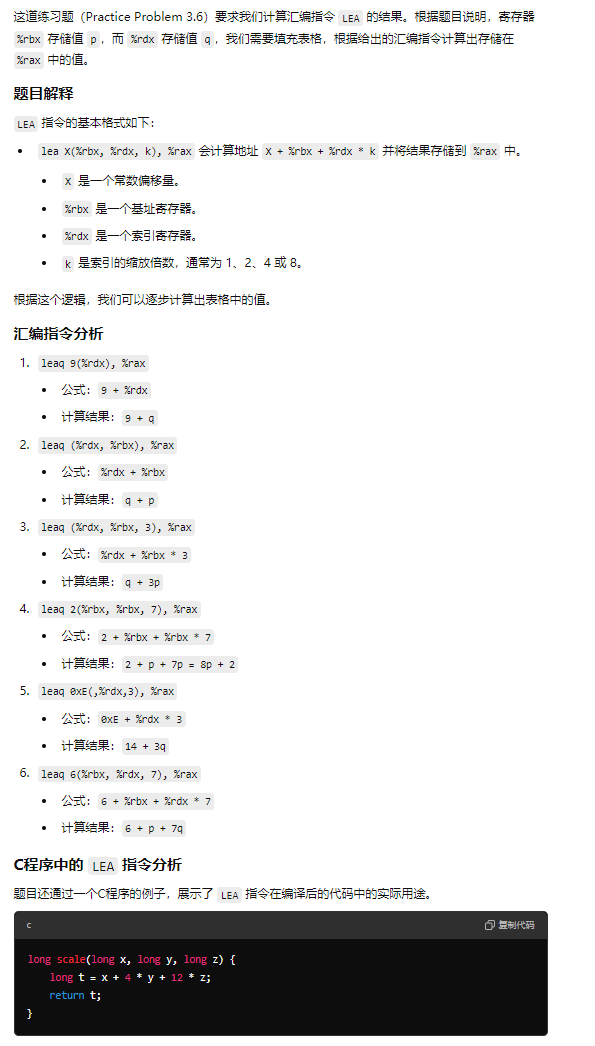 这道练习题（Practice Problem 3.6）要求我们计算汇编指令 LEA 的结果。根据题目说明，寄存器
%rbx 存储值 p，而 %rdx 存储值 q，我们需要填充表格，根据给出的汇编指令计算出存储在
%rax 中的值。
题目解释
LEA 指令的基本格式如下：
• lea X(%rbx, %rdx, k), %rax 会计算地址 X + %rbx + %rdx * k 并将结果存储到 %rax 中。
• X 是一个常数偏移量。
• %rbx 是一个基址寄存器。
• %rdx 是一个索引寄存器。
• k 是索引的缩放倍数，通常为 1、2、4 或 8。
根据这个逻辑，我们可以逐步计算出表格中的值。
汇编指令分析
1. leaq 9(%rdx), %rax
• 公式：9 + %rdx
• 计算结果：9 + q
2. leaq (%rdx, %rbx), %rax
• 公式：%rdx + %rbx
• 计算结果：q + p
3. leaq (%rdx, %rbx, 3), %rax
• 公式：%rdx + %rbx * 3
• 计算结果：q + 3p
4. leaq 2(%rbx, %rbx, 7), %rax
• 公式：2 + %rbx + %rbx * 7
• 计算结果：2 + p + 7p = 8p + 2
5. leaq 0xE(,%rdx,3), %rax
• 公式：0xE + %rdx * 3
• 计算结果：14 + 3q
6. leaq 6(%rbx, %rdx, 7), %rax
• 公式：6 + %rbx + %rdx * 7
• 计算结果：6 + p + 7q
C程序中的 LEA 指令分析
题目还通过一个C程序的例子，展示了 LEA 指令在编译后的代码中的实际用途。
c 复制代码
long scale(long x, long y, long z) {
long t = x + 4 * y + 12 * z;
return t;
}